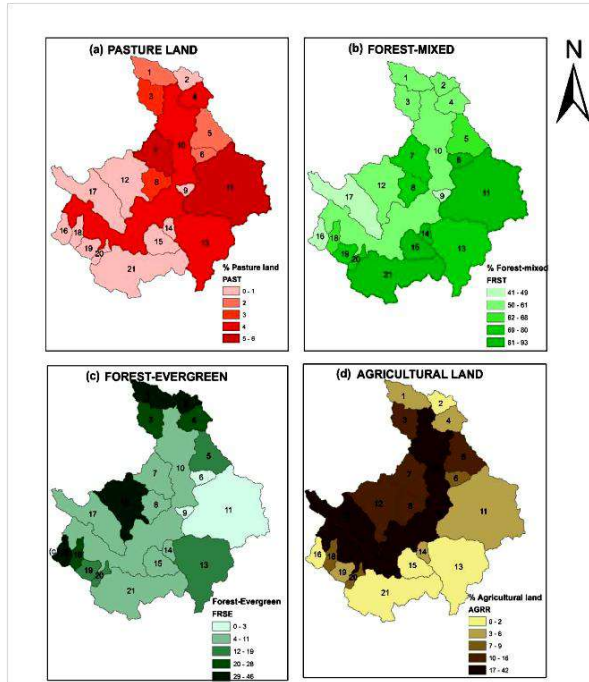 (a) PASTURE LAND
1
2
3
4
5
6
8
9
10
11
12
13
14
15
16
17
18
19
20
21
% Pasture land
PAST
0 - 1
2
3
4
5 - 6
(b) FOREST-MIXED
1
2
3
4
5
6
7
8
9
10
11
12
13
14
15
16
17
18
19
20
21
% Forest-mixed
FRST
41 - 49
50 - 61
62 - 68
69 - 80
81 - 93
N
(c) FOREST-EVERGREEN
5
6
7
8
9
10
11
13
14
15
17
19
20
21
Forest-Evergreen
FRSE
0 - 3
4 - 11
12 - 19
20 - 28
29 - 46
(d) AGRICULTURAL LAND
1
2
3
4
5
6
7
8
11
12
13
14
15
16
18
19
20
21
% Agricultural land
AGRR
0 - 2
3 - 6
7 - 9
10 - 16
17 - 42